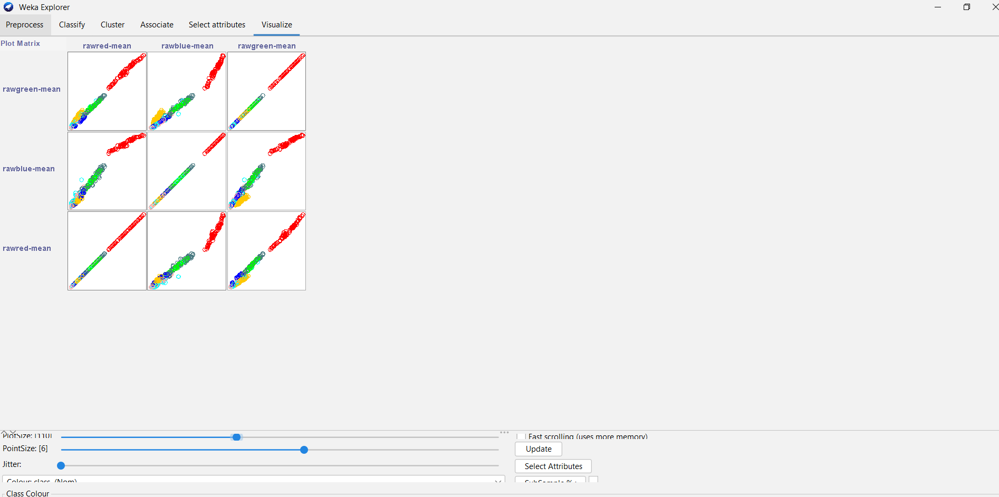 Weka Explorer
Preprocess Classify Cluster Associate Select attributes Visualize
Plot Matrix
rawred-mean rawblue-mean rawgreen-mean
rawgreen-mean
rawblue-mean
rawred-mean
PlotSize: [110]
Fast scrolling (uses more memory)
PointSize: [6]
Update
Jitter:
Select Attributes
Colour: class (Nom)
SubSample % :
Class Colour